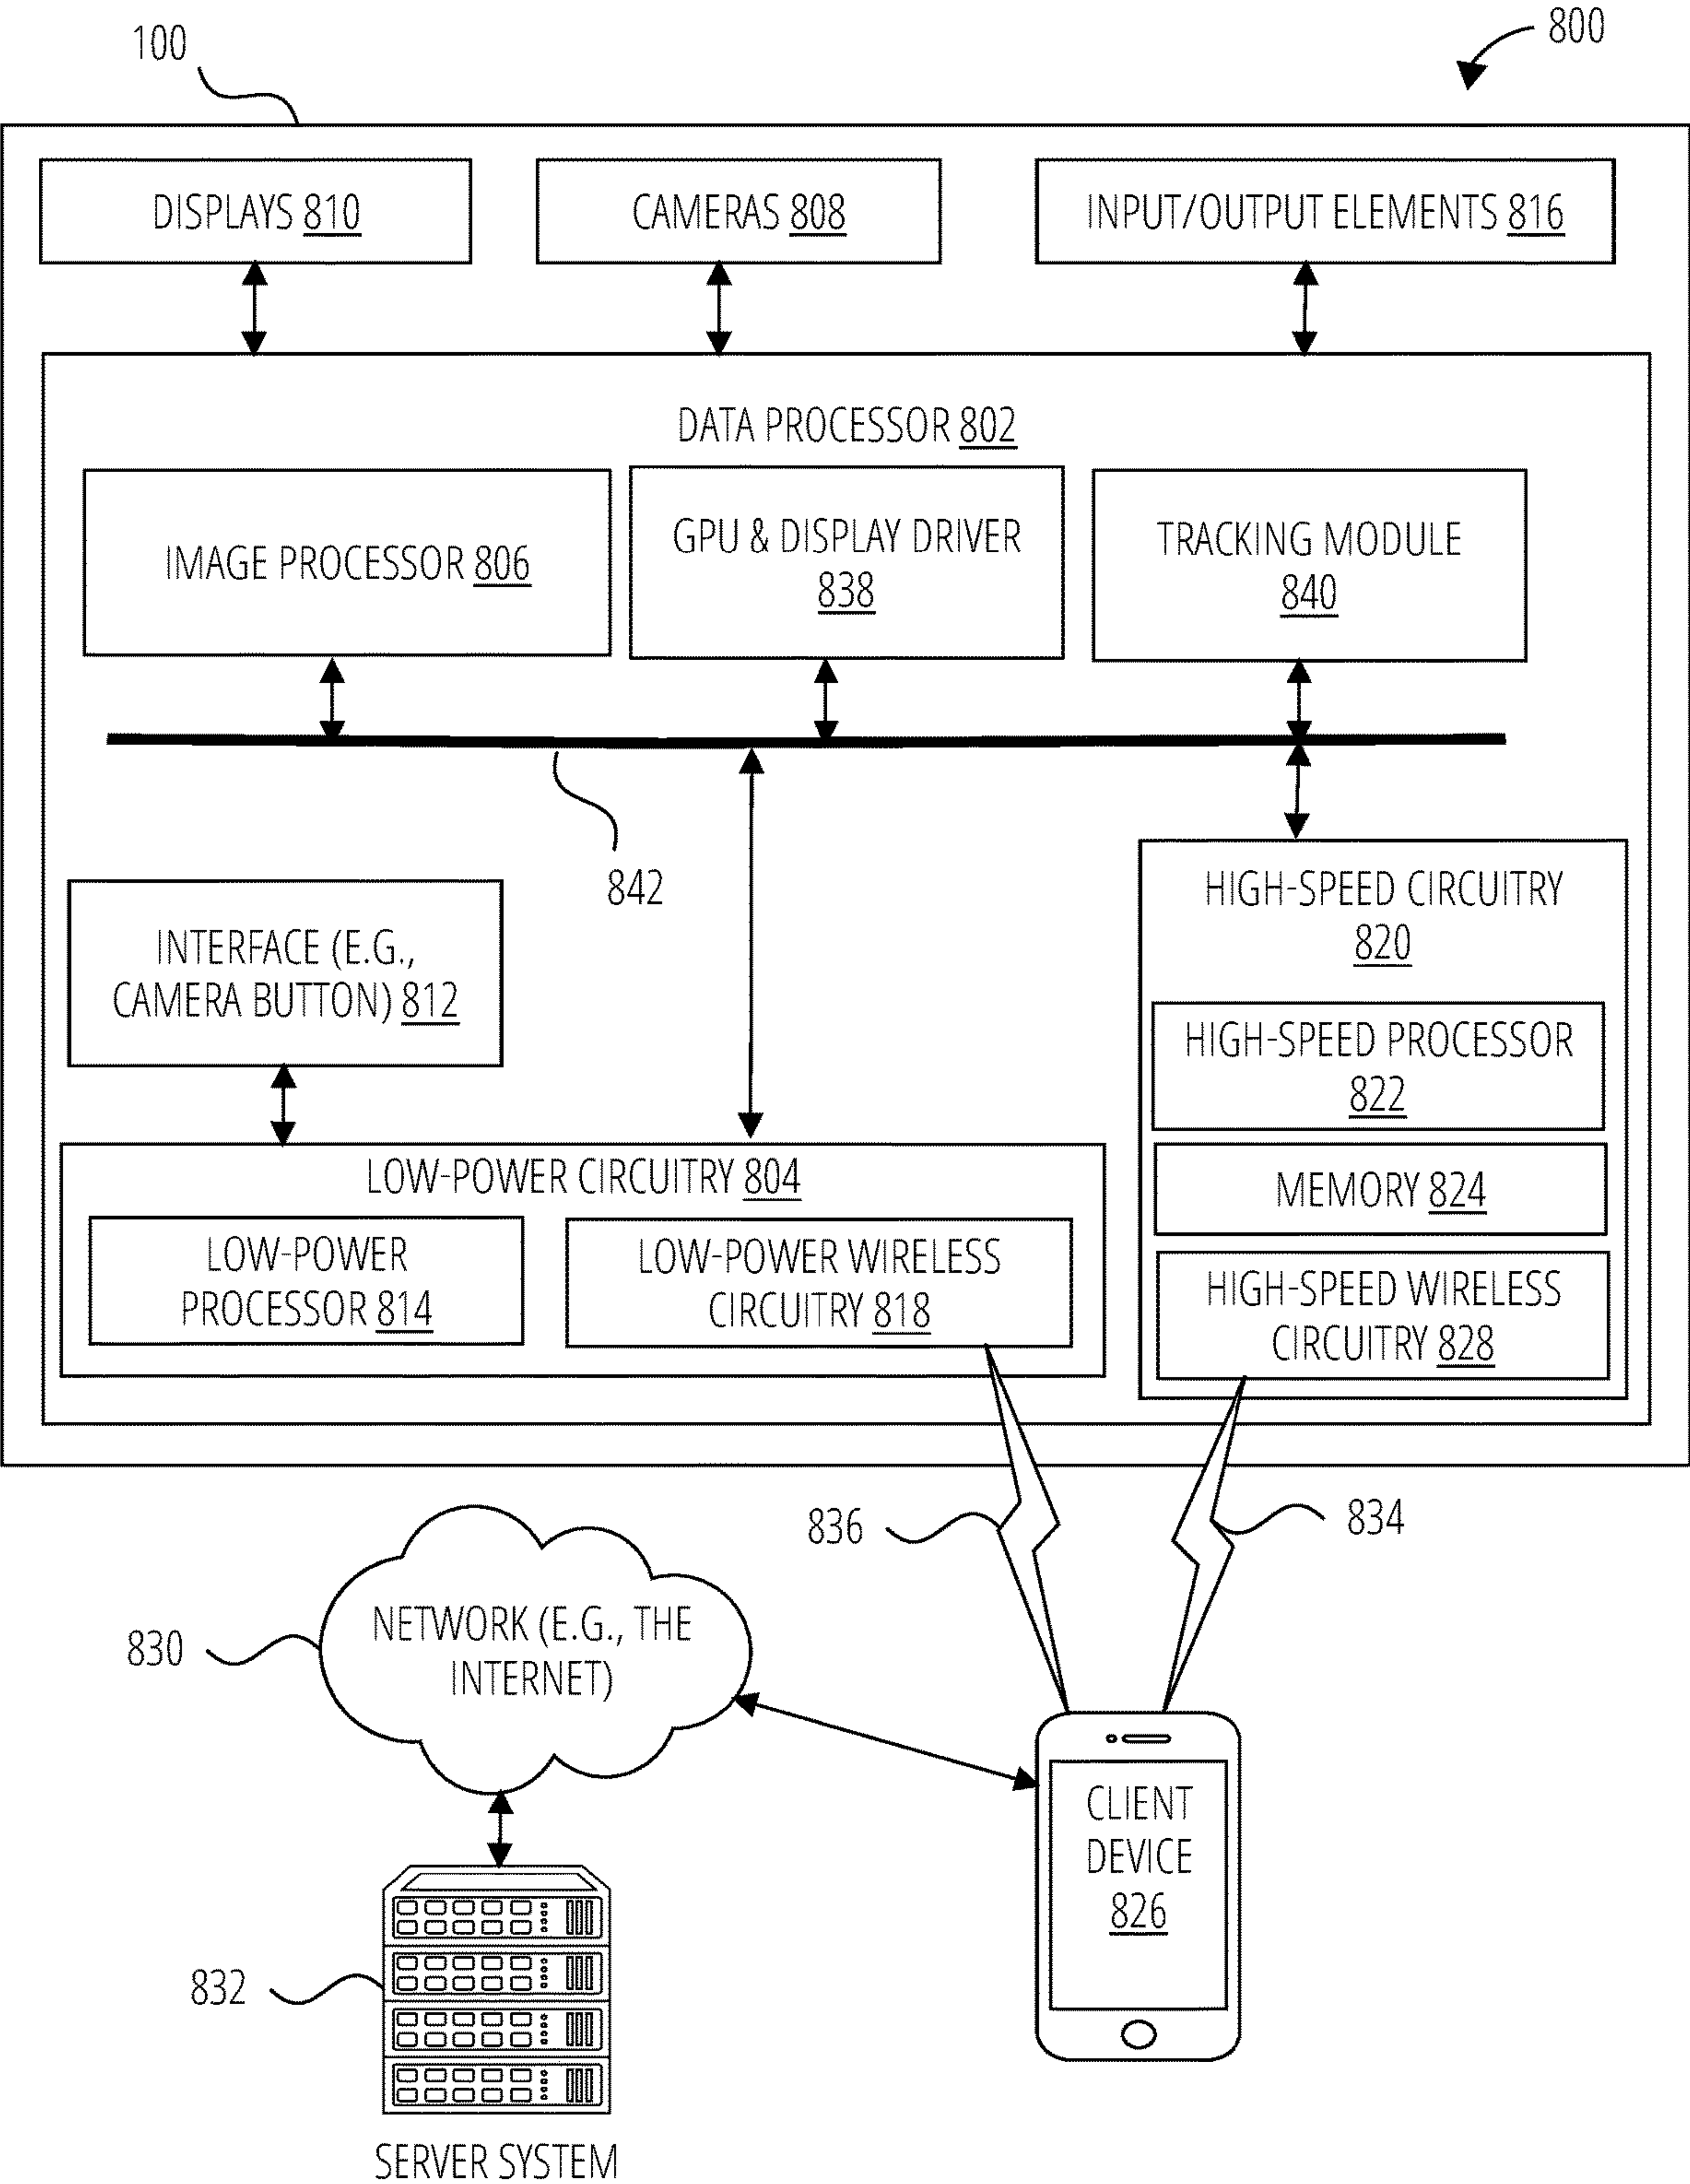 100
800
DISPLAYS 810
CAMERAS 808
INPUT/OUTPUT ELEMENTS 816
DATA PROCESSOR 802
IMAGE PROCESSOR 806
GPU & DISPLAY DRIVER
838
TRACKING MODULE
840
842
INTERFACE (E.G.,
CAMERA BUTTON) 812
HIGH-SPEED CIRCUITRY
820
HIGH-SPEED PROCESSOR
822
MEMORY 824
HIGH-SPEED WIRELESS
CIRCUITRY 828
LOW-POWER CIRCUITRY 804
LOW-POWER
PROCESSOR 814
LOW-POWER WIRELESS
CIRCUITRY 818
836
834
830
NETWORK (E.G., THE
INTERNET)
CLIENT
DEVICE
826
832
SERVER SYSTEM